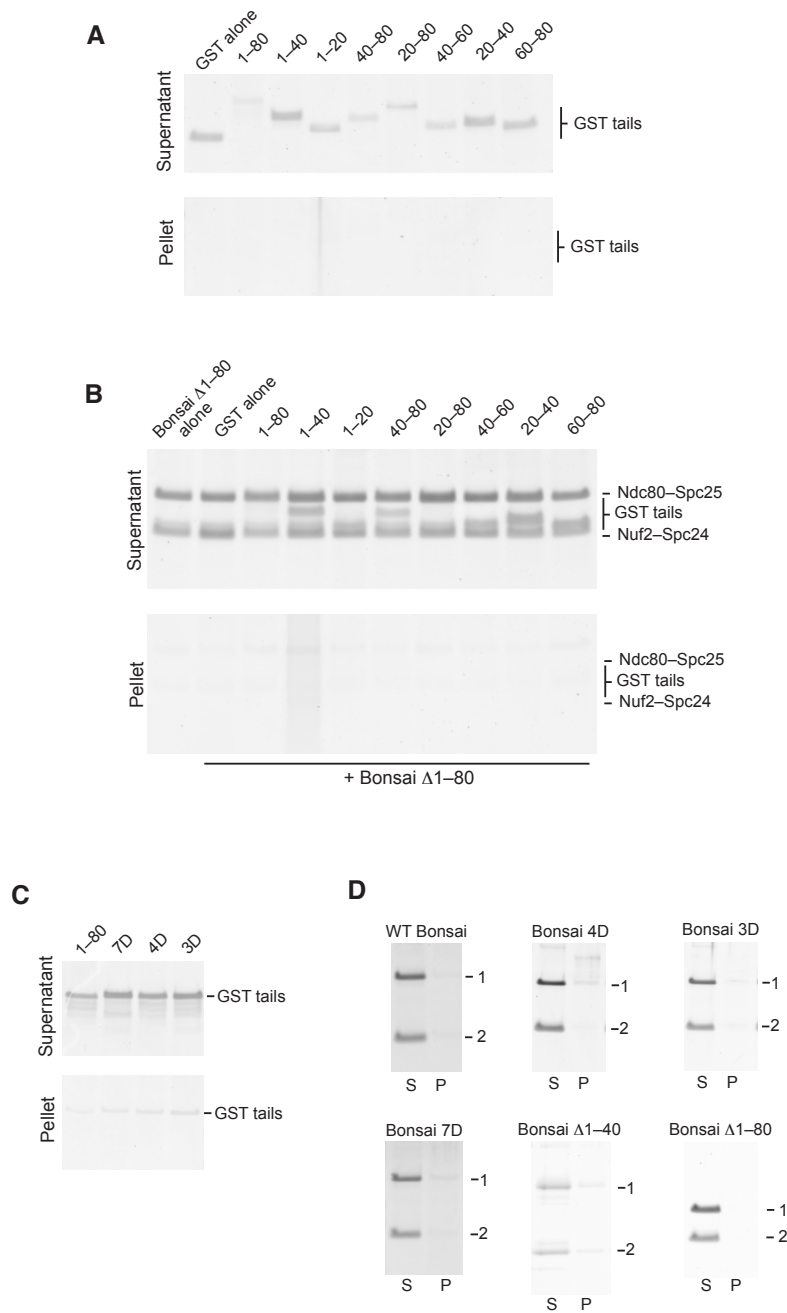 A
GST alone
1–80
1–40
1–20
40–80
20–80
40–60
20–40
60–80
Supernatant
GST tails
Pellet
GST tails
B
Bonsai Δ1–80
alone
GST alone
1–80
1–40
1–20
40–80
20–80
40–60
20–40
60–80
Supernatant
Ndc80–Spc25
GST tails
Nuf2–Spc24
Pellet
Ndc80–Spc25
GST tails
Nuf2–Spc24
+ Bonsai Δ1–80
C
1–80
7D
4D
3D
Supernatant
GST tails
Pellet
GST tails
D
WT Bonsai
1
2
S P
Bonsai 4D
1
2
S P
Bonsai 3D
1
2
S P
Bonsai 7D
1
2
S P
Bonsai Δ1–40
1
2
S P
Bonsai Δ1–80
1
2
S P